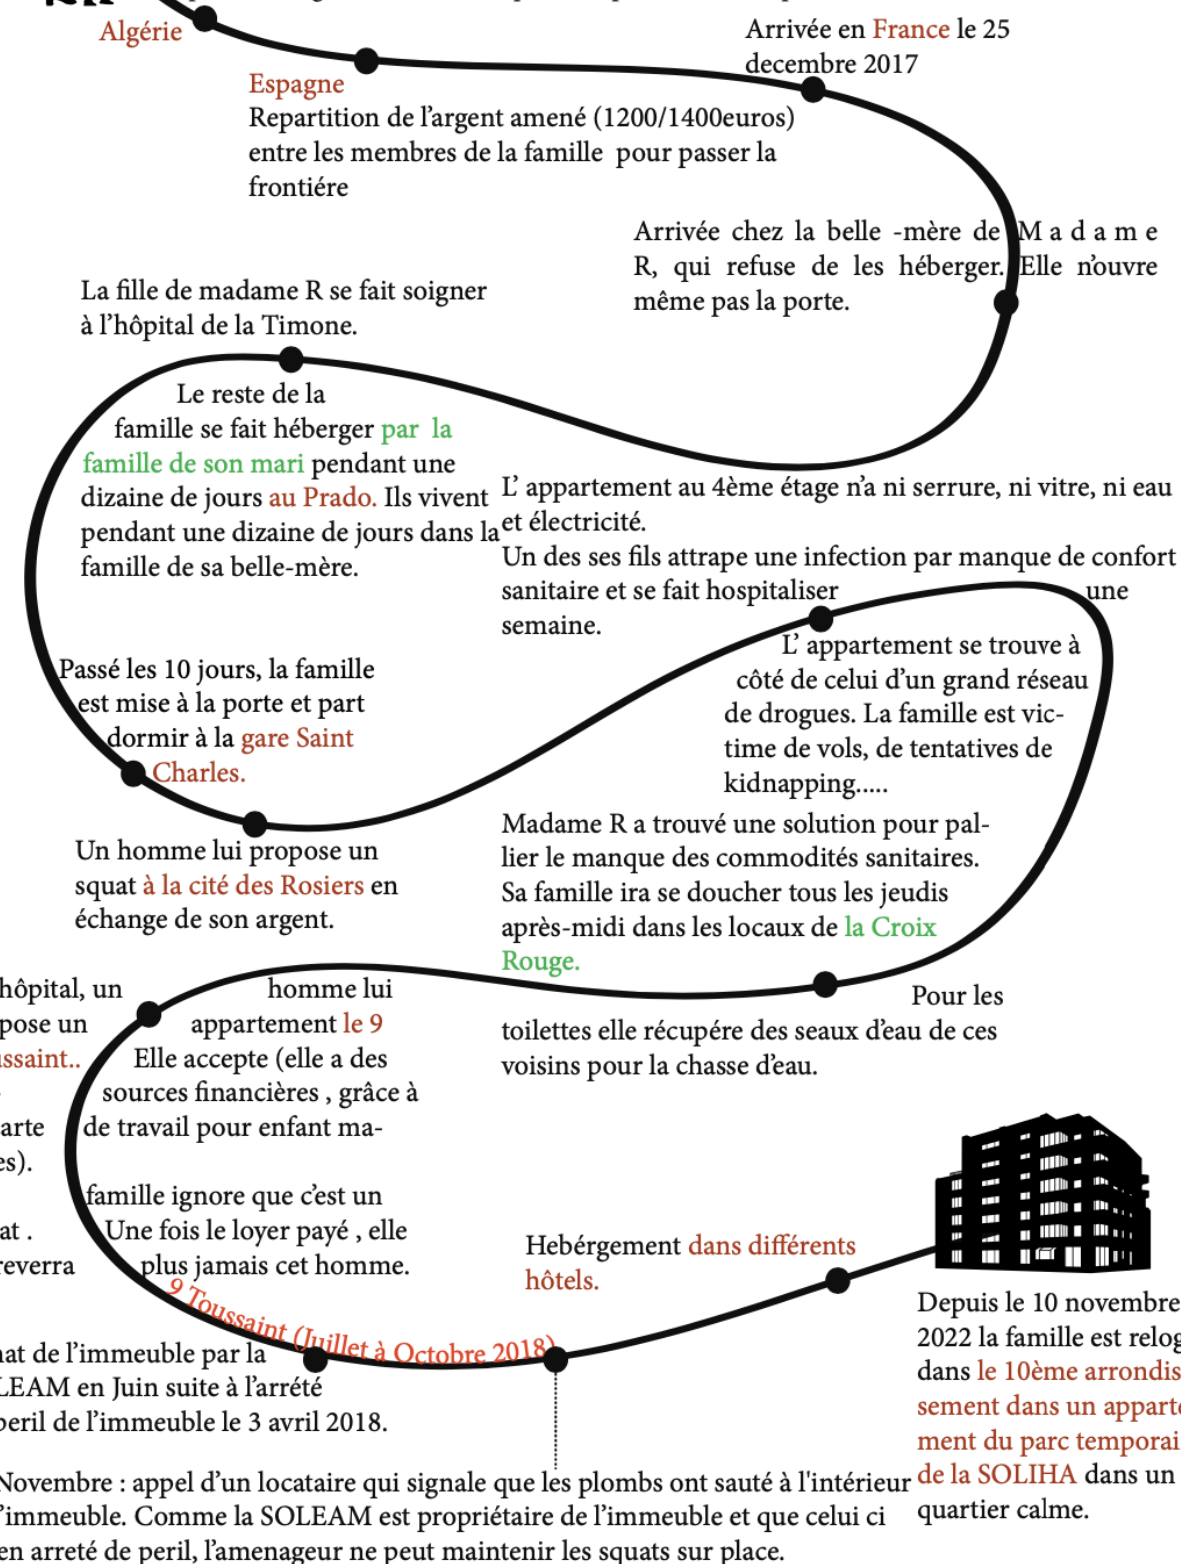 Algérie
Espagne
Repartition de l’argent amené (1200/1400euros)
entre les membres de la famille pour passer la
frontiére
Arrivée en France le 25
decembre 2017
Arrivée chez la belle -mère de Madame
R, qui refuse de les héberger. Elle n’ouvre
même pas la porte.
La fille de madame R se fait soigner
à l’hôpital de la Timone.
Le reste de la
famille se fait héberger par la
famille de son mari pendant une
dizaine de jours au Prado. Ils vivent
pendant une dizaine de jours dans la
famille de sa belle-mère.
L’ appartement au 4ème étage n’a ni serrure, ni vitre, ni eau
et électricité.
Un des ses fils attrape une infection par manque de confort
sanitaire et se fait hospitaliser une
semaine.
L’ appartement se trouve à
côté de celui d’un grand réseau
de drogues. La famille est vic-
time de vols, de tentatives de
kidnapping.....
Passé les 10 jours, la famille
est mise à la porte et part
dormir à la gare Saint
Charles.
Un homme lui propose un
squat à la cité des Rosiers en
échange de son argent.
Madame R a trouvé une solution pour pal-
lier le manque des commodités sanitaires.
Sa famille ira se doucher tous les jeudis
après-midi dans les locaux de la Croix
Rouge.
Pour les
toilettes elle récupére des seaux d’eau de ces
voisins pour la chasse d’eau.
hôpital, un homme lui
pose un appartement le 9
ussaint.. Elle accepte (elle a des
sources financières , grâce à
arte de travail pour enfant ma-
es).
famille ignore que c’est un
at . Une fois le loyer payé , elle
reverra plus jamais cet homme.
9 Toussaint (Juillet à Octobre 2018)
Hebérgement dans différents
hôtels.
hat de l’immeuble par la
LEAM en Juin suite à l’arrété
peril de l’immeuble le 3 avril 2018.
Depuis le 10 novembre
2022 la famille est relog
dans le 10ème arrondis
sement dans un apparte
ment du parc temporai
de la SOLIHA dans un
quartier calme.
Novembre : appel d’un locataire qui signale que les plombs ont sauté à l'intérieur
’immeuble. Comme la SOLEAM est propriétaire de l’immeuble et que celui ci
en arreté de peril, l’amenageur ne peut maintenir les squats sur place.